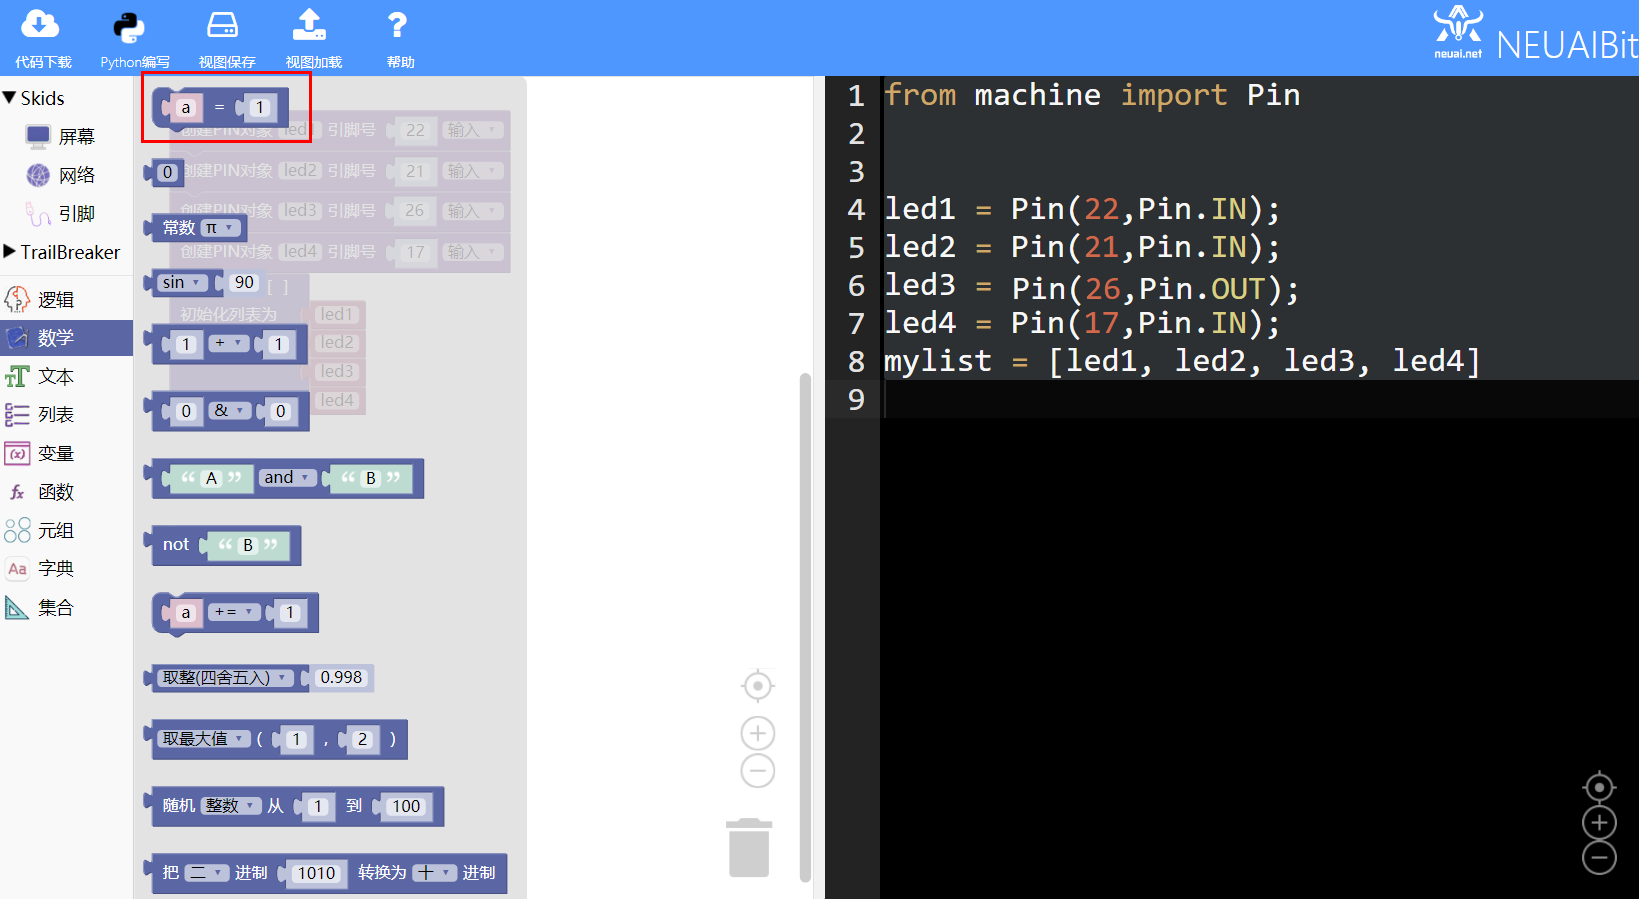 代码下载
Python编写
视图保存
视图加载
帮助
neuai.net
NEUAIBit
Skids
屏幕
网络
引脚
TrailBreaker
逻辑
数学
文本
列表
变量
函数
元组
字典
集合
a = 1
创建PIN对象 led1 引脚号 22 输入
0
创建PIN对象 led2 引脚号 21 输入
创建PIN对象 led3 引脚号 26 输入
常数 π
创建PIN对象 led4 引脚号 17 输入
sin 90
[ ]
初始化列表为 led1
1 + 1
led2
led3
led4
0 & 0
“ A ” and “ B ”
not “ B ”
a += 1
取整(四舍五入) 0.998
取最大值 ( 1 , 2 )
随机 整数 从 1 到 100
把 二 进制 1010 转换为 十 进制
1 from machine import Pin
2
3
4 led1 = Pin(22,Pin.IN);
5 led2 = Pin(21,Pin.IN);
6 led3 = Pin(26,Pin.OUT);
7 led4 = Pin(17,Pin.IN);
8 mylist = [led1, led2, led3, led4]
9